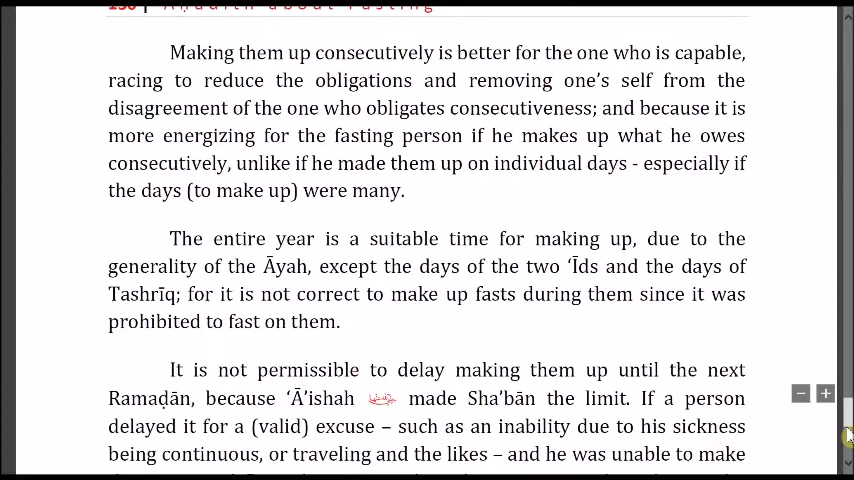 Aḥādīth about Fasting
Making them up consecutively is better for the one who is capable,
racing to reduce the obligations and removing one's self from the
disagreement of the one who obligates consecutiveness; and because it is
more energizing for the fasting person if he makes up what he owes
consecutively, unlike if he made them up on individual days - especially if
the days (to make up) were many.
The entire year is a suitable time for making up, due to the
generality of the Āyah, except the days of the two ‘Īds and the days of
Tashrīq; for it is not correct to make up fasts during them since it was
prohibited to fast on them.
It is not permissible to delay making them up until the next
Ramaḍān, because ‘Ā’ishah made Sha’bān the limit. If a person
delayed it for a (valid) excuse – such as an inability due to his sickness
being continuous, or traveling and the likes – and he was unable to make